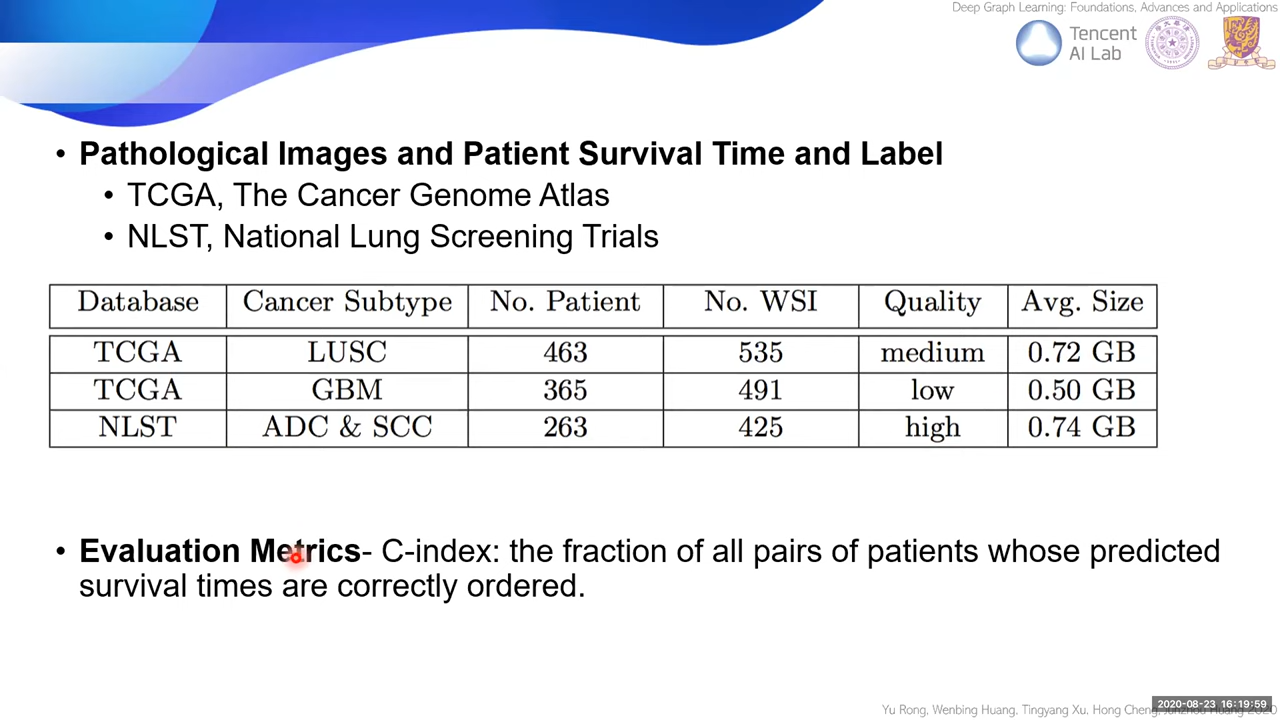 Deep Graph Learning: Foundations, Advances and Applications
Tencent
AI Lab
• Pathological Images and Patient Survival Time and Label
• TCGA, The Cancer Genome Atlas
• NLST, National Lung Screening Trials
Database Cancer Subtype No. Patient No. WSI Quality Avg. Size
TCGA LUSC 463 535 medium 0.72 GB
TCGA GBM 365 491 low 0.50 GB
NLST ADC & SCC 263 425 high 0.74 GB
• Evaluation Metrics- C-index: the fraction of all pairs of patients whose predicted
survival times are correctly ordered.
2020-08-23 16:19:59
Yu Rong, Wenbing Huang, Tingyang Xu, Hong Cheng, Junzhou Huang 2020